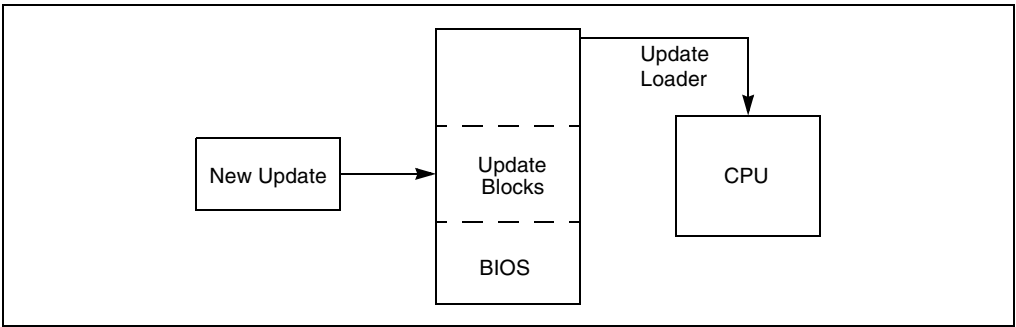 Update
Loader
New Update
Update
Blocks
CPU
BIOS